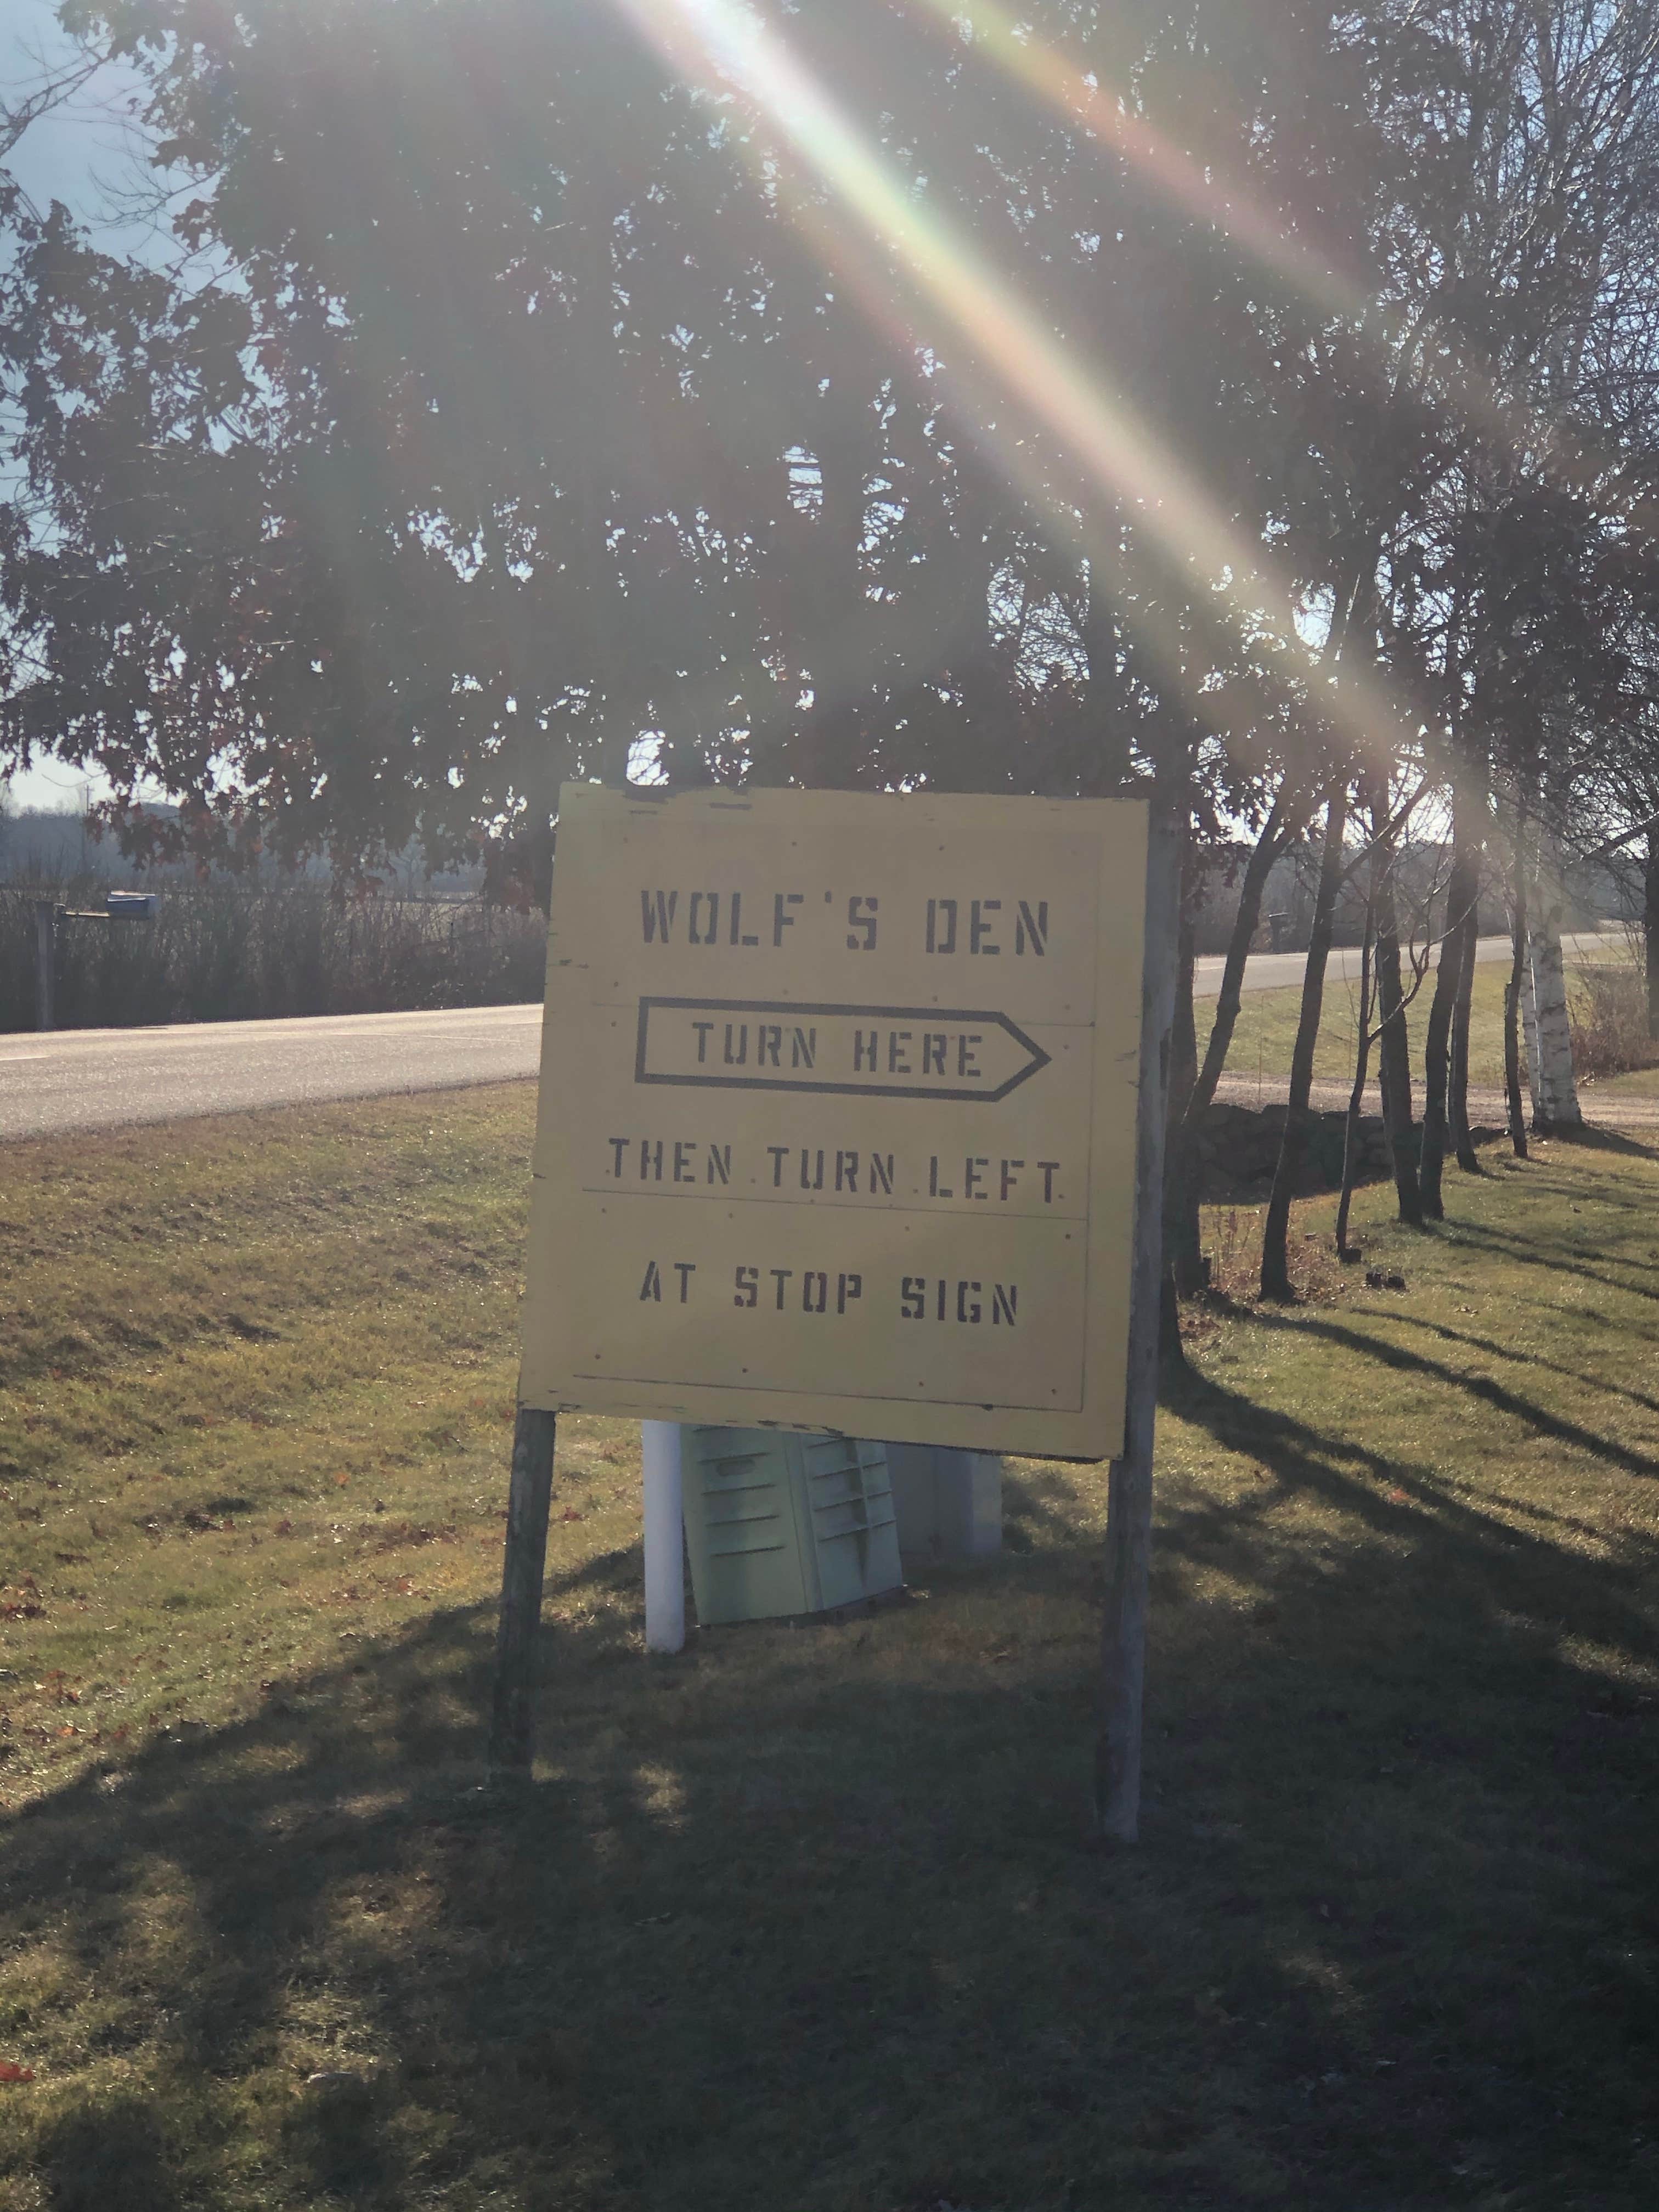 WOLF'S DEN
TURN HERE
THEN TURN LEFT
AT STOP SIGN